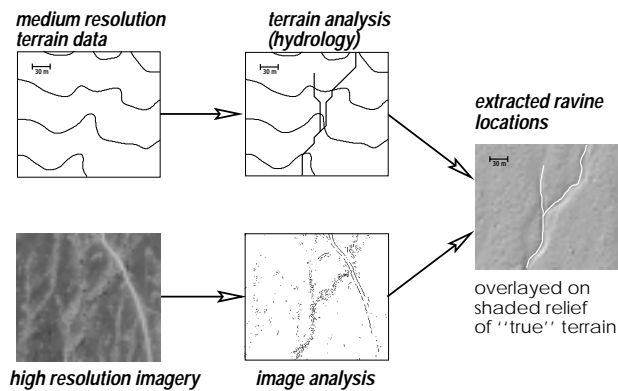 medium resolution
terrain data
terrain analysis
(hydrology)
30 m
30 m
extracted ravine
locations
30 m
overlayed on
shaded relief
of ''true'' terrain
high resolution imagery
image analysis